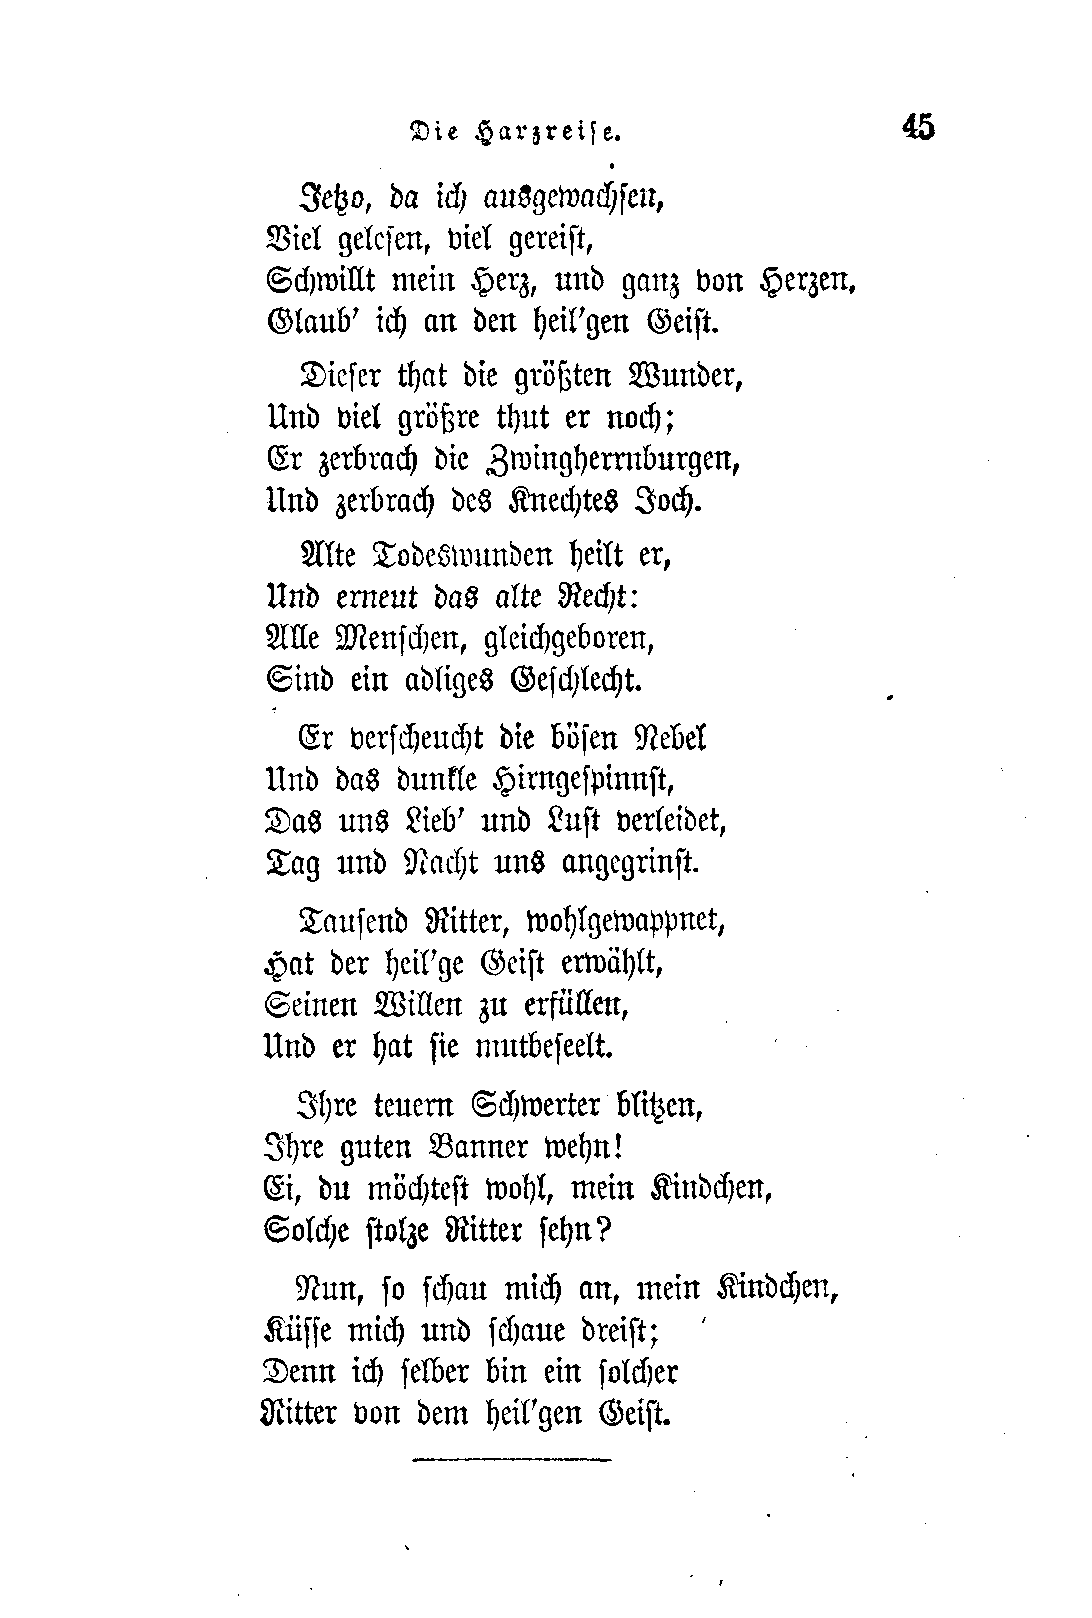 Die Harzreise. 45
Jetzo, da ich ausgewachsen,
Viel gelesen, viel gereist,
Schwillt mein Herz, und ganz von Herzen,
Glaub' ich an den heil'gen Geist.
Dieser that die größten Wunder,
Und viel größre thut er noch;
Er zerbrach die Zwingherrnburgen,
Und zerbrach des Knechtes Joch.
Alte Todeswunden heilt er,
Und erneut das alte Recht:
Alle Menschen, gleichgeboren,
Sind ein adliges Geschlecht.
Er verscheucht die bösen Nebel
Und das dunkle Hirngespinnst,
Das uns Lieb' und Lust verleidet,
Tag und Nacht uns angegrinst.
Tausend Ritter, wohlgewappnet,
Hat der heil'ge Geist erwählt,
Seinen Willen zu erfüllen,
Und er hat sie mutbeseelt.
Ihre teuern Schwerter blitzen,
Ihre guten Banner wehn!
Ei, du möchtest wohl, mein Kindchen,
Solche stolze Ritter sehn?
Nun, so schau mich an, mein Kindchen,
Küsse mich und schaue dreist;
Denn ich selber bin ein solcher
Ritter von dem heil'gen Geist.